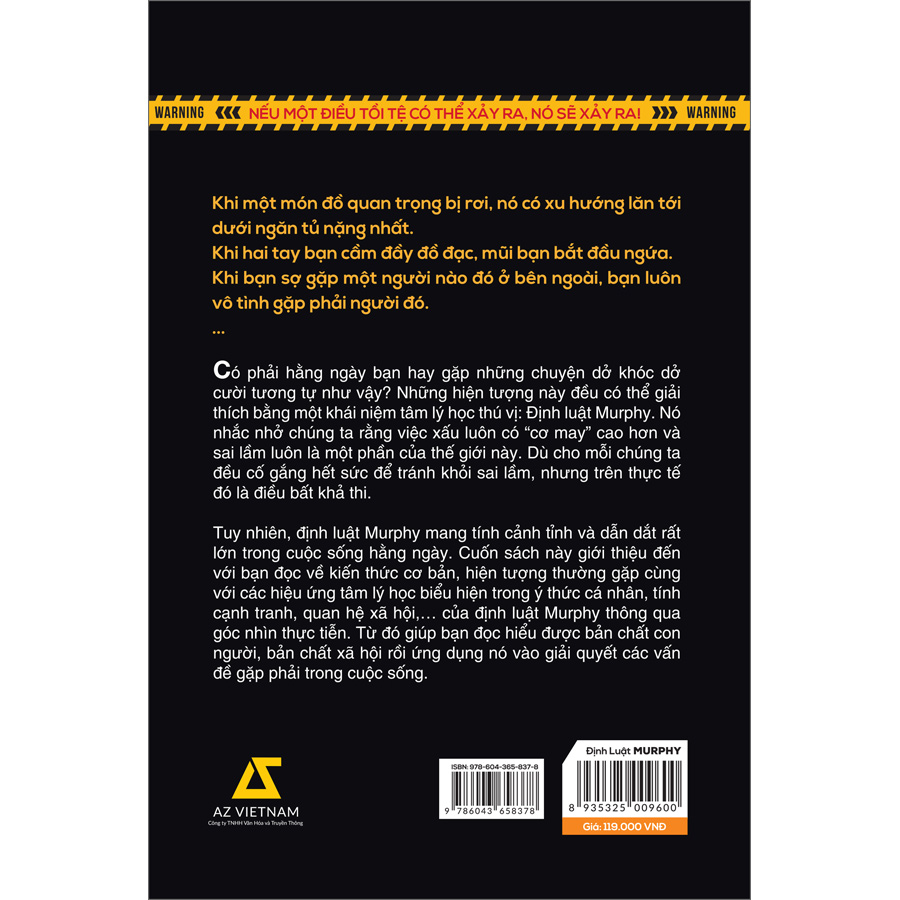 WARNING NẾU MỘT ĐIỀU TỒI TỆ CÓ THỂ XẢY RA, NÓ SẼ XẢY RA! WARNING
Khi một món đồ quan trọng bị rơi, nó có xu hướng lăn tới
dưới ngăn tủ nặng nhất.
Khi hai tay bạn cầm đầy đồ đạc, mũi bạn bắt đầu ngứa.
Khi bạn sợ gặp một người nào đó ở bên ngoài, bạn luôn
vô tình gặp phải người đó.
...
Có phải hằng ngày bạn hay gặp những chuyện dở khóc dở
cười tương tự như vậy? Những hiện tượng này đều có thể giải
thích bằng một khái niệm tâm lý học thú vị: Định luật Murphy. Nó
nhắc nhở chúng ta rằng việc xấu luôn có “cơ may” cao hơn và
sai lầm luôn là một phần của thế giới này. Dù cho mỗi chúng ta
đều cố gắng hết sức để tránh khỏi sai lầm, nhưng trên thực tế
đó là điều bất khả thi.
Tuy nhiên, định luật Murphy mang tính cảnh tỉnh và dẫn dắt rất
lớn trong cuộc sống hằng ngày. Cuốn sách này giới thiệu đến
với bạn đọc về kiến thức cơ bản, hiện tượng thường gặp cùng
với các hiệu ứng tâm lý học biểu hiện trong ý thức cá nhân, tính
cạnh tranh, quan hệ xã hội,... của định luật Murphy thông qua
góc nhìn thực tiễn. Từ đó giúp bạn đọc hiểu được bản chất con
người, bản chất xã hội rồi ứng dụng nó vào giải quyết các vấn
đề gặp phải trong cuộc sống.
AZ VIETNAM
Công ty TNHH Văn Hóa và Truyền Thông
ISBN: 978-604-365-837-8
9 786043 658378
Định Luật MURPHY
8 935325 009600
Giá: 119.000 VNĐ